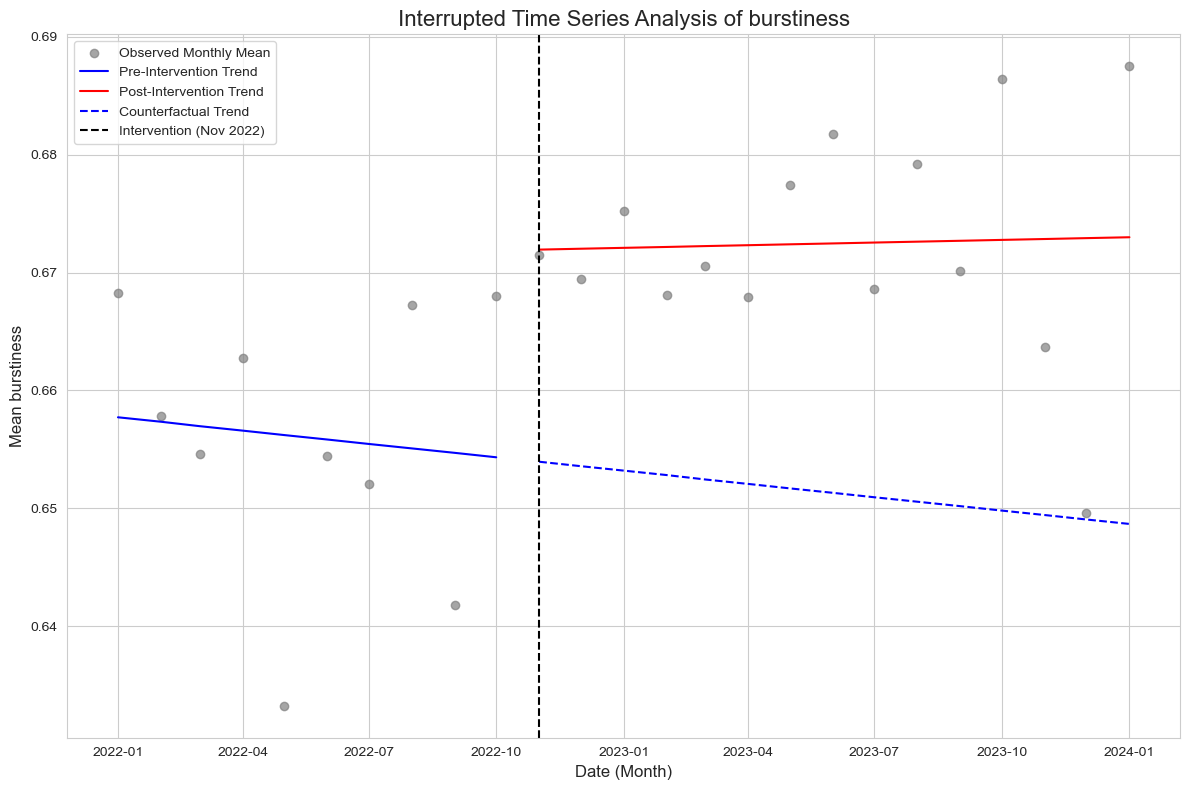 Interrupted Time Series Analysis of burstiness
Observed Monthly Mean
Pre-Intervention Trend
Post-Intervention Trend
Counterfactual Trend
Intervention (Nov 2022)
Mean burstiness
0.69
0.68
0.67
0.66
0.65
0.64
2022-01 2022-04 2022-07 2022-10 2023-01 2023-04 2023-07 2023-10 2024-01
Date (Month)